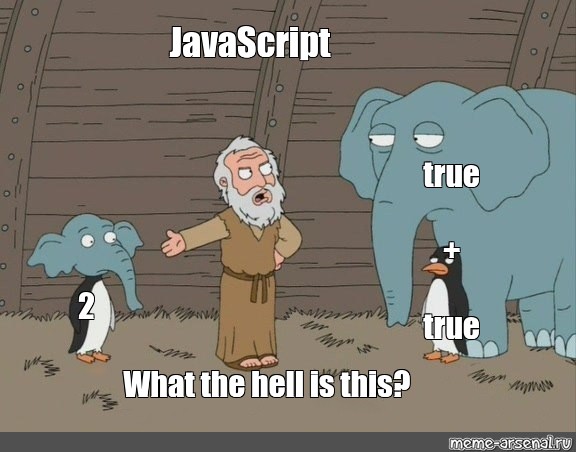 JavaScript
true
+
2
true
What the hell is this?
meme-arsenal.ru